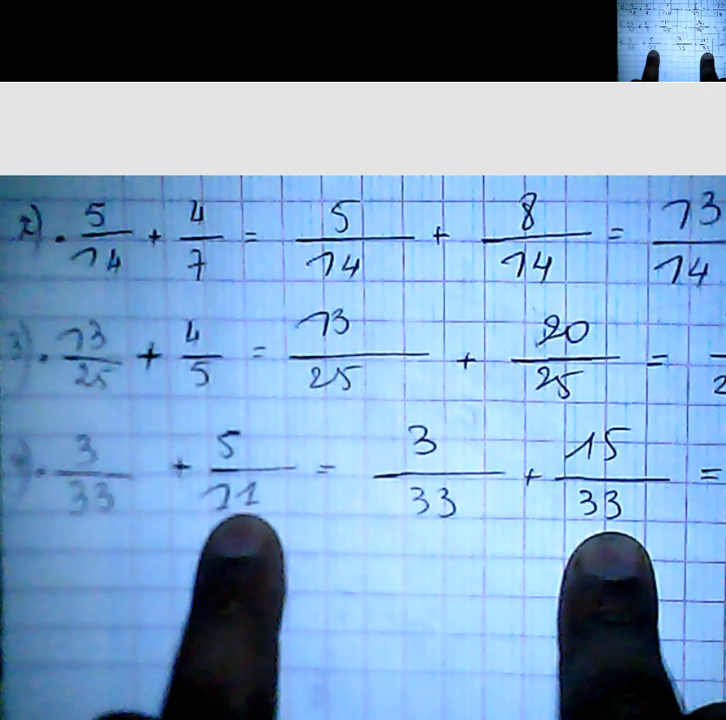 2). 5/14 + 4/7 = 5/14 + 8/14 = 13/14
3). 13/25 + 4/5 = 13/25 + 20/25 =
3/33 + 5/11 = 3/33 + 15/33 =